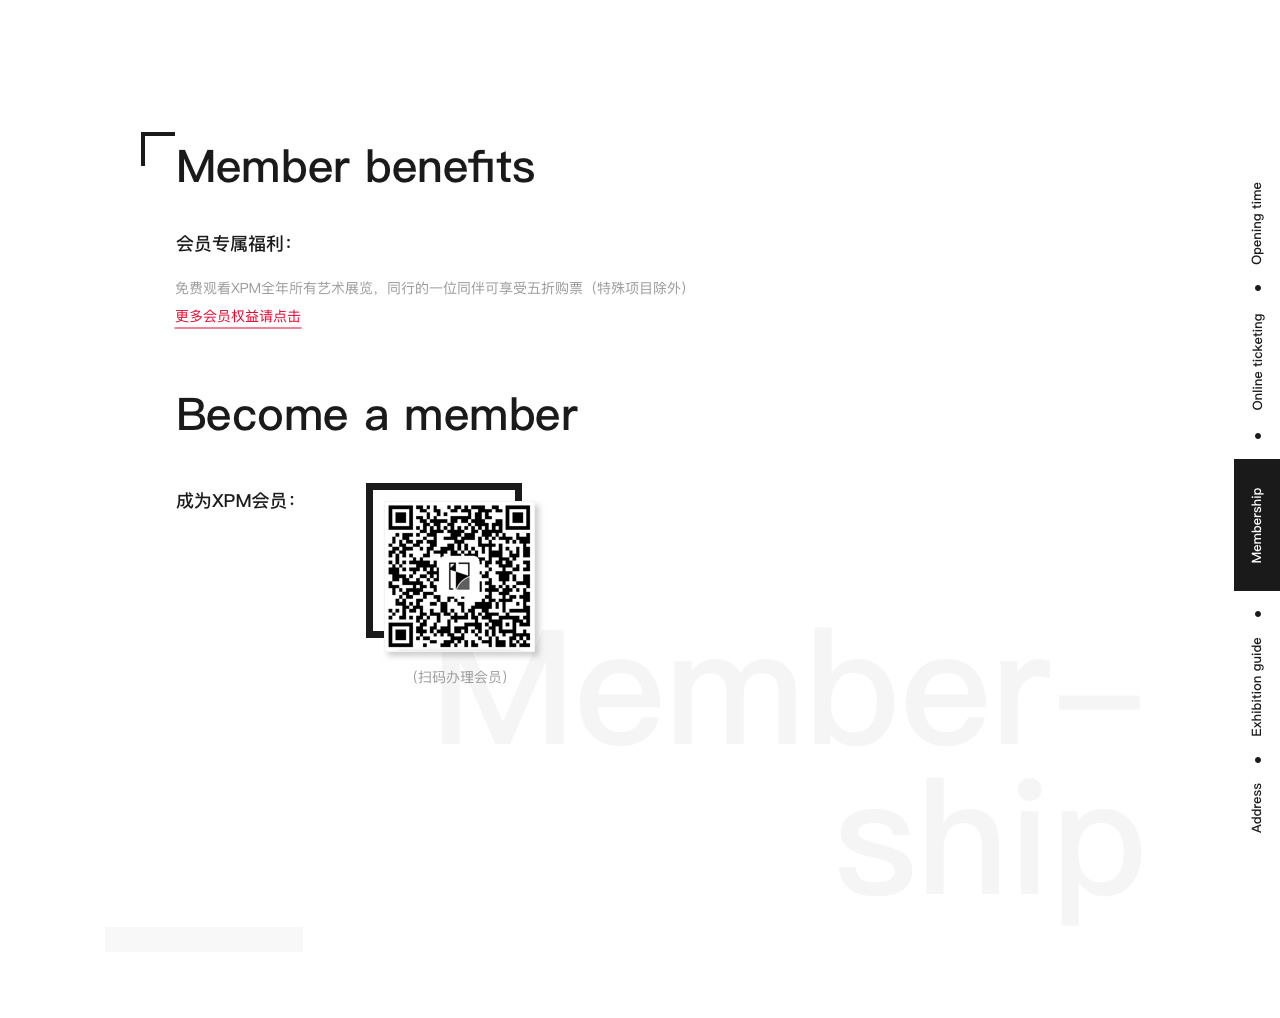 Member benefits
会员专属福利：
免费观看XPM全年所有艺术展览，同行的一位同伴可享受五折购票（特殊项目除外）
更多会员权益请点击
Become a member
成为XPM会员：
（扫码办理会员）
Member–
ship
Opening time
Online ticketing
Membership
Exhibition guide
Address